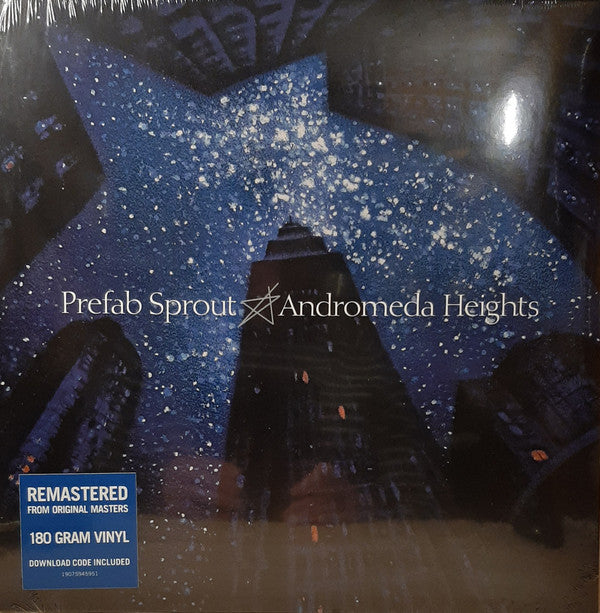 Prefab Sprout Andromeda Heights
REMASTERED
FROM ORIGINAL MASTERS
180 GRAM VINYL
DOWNLOAD CODE INCLUDED
19075945951